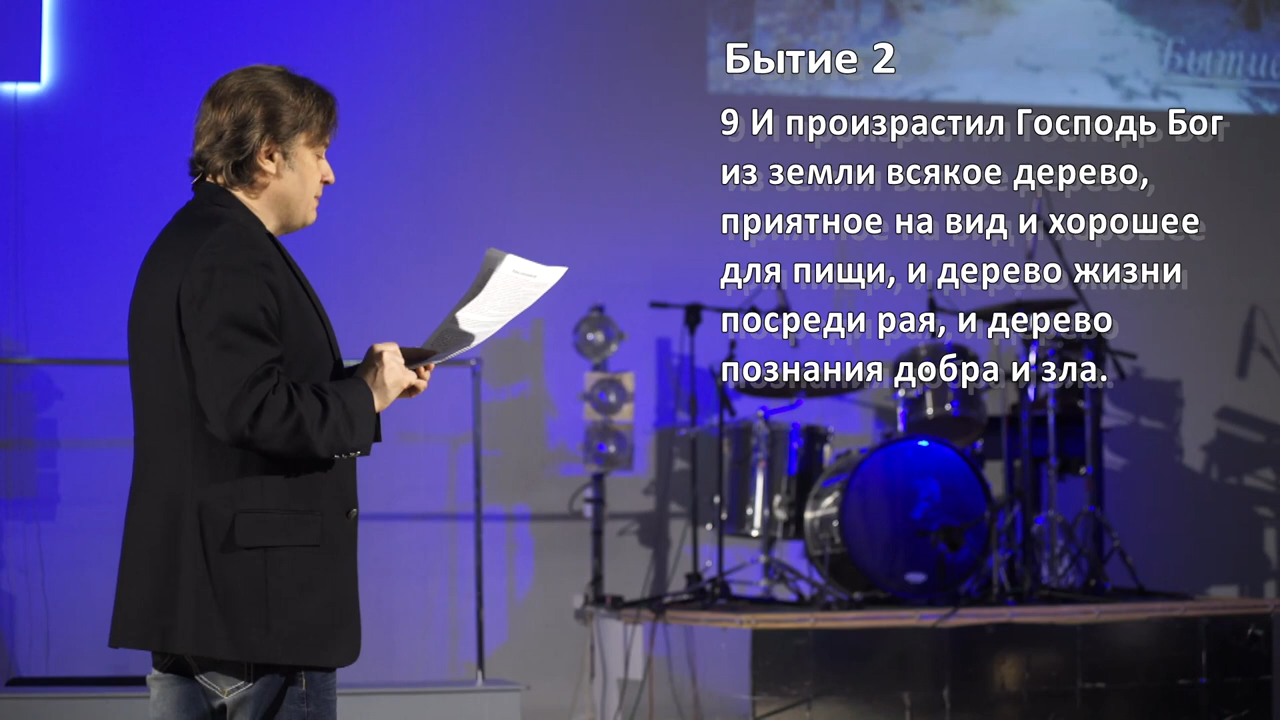 Бытие 2
Бытие
9 И произрастил Господь Бог
из земли всякое дерево,
приятное на вид и хорошее
для пищи, и дерево жизни
посреди рая, и дерево
познания добра и зла.